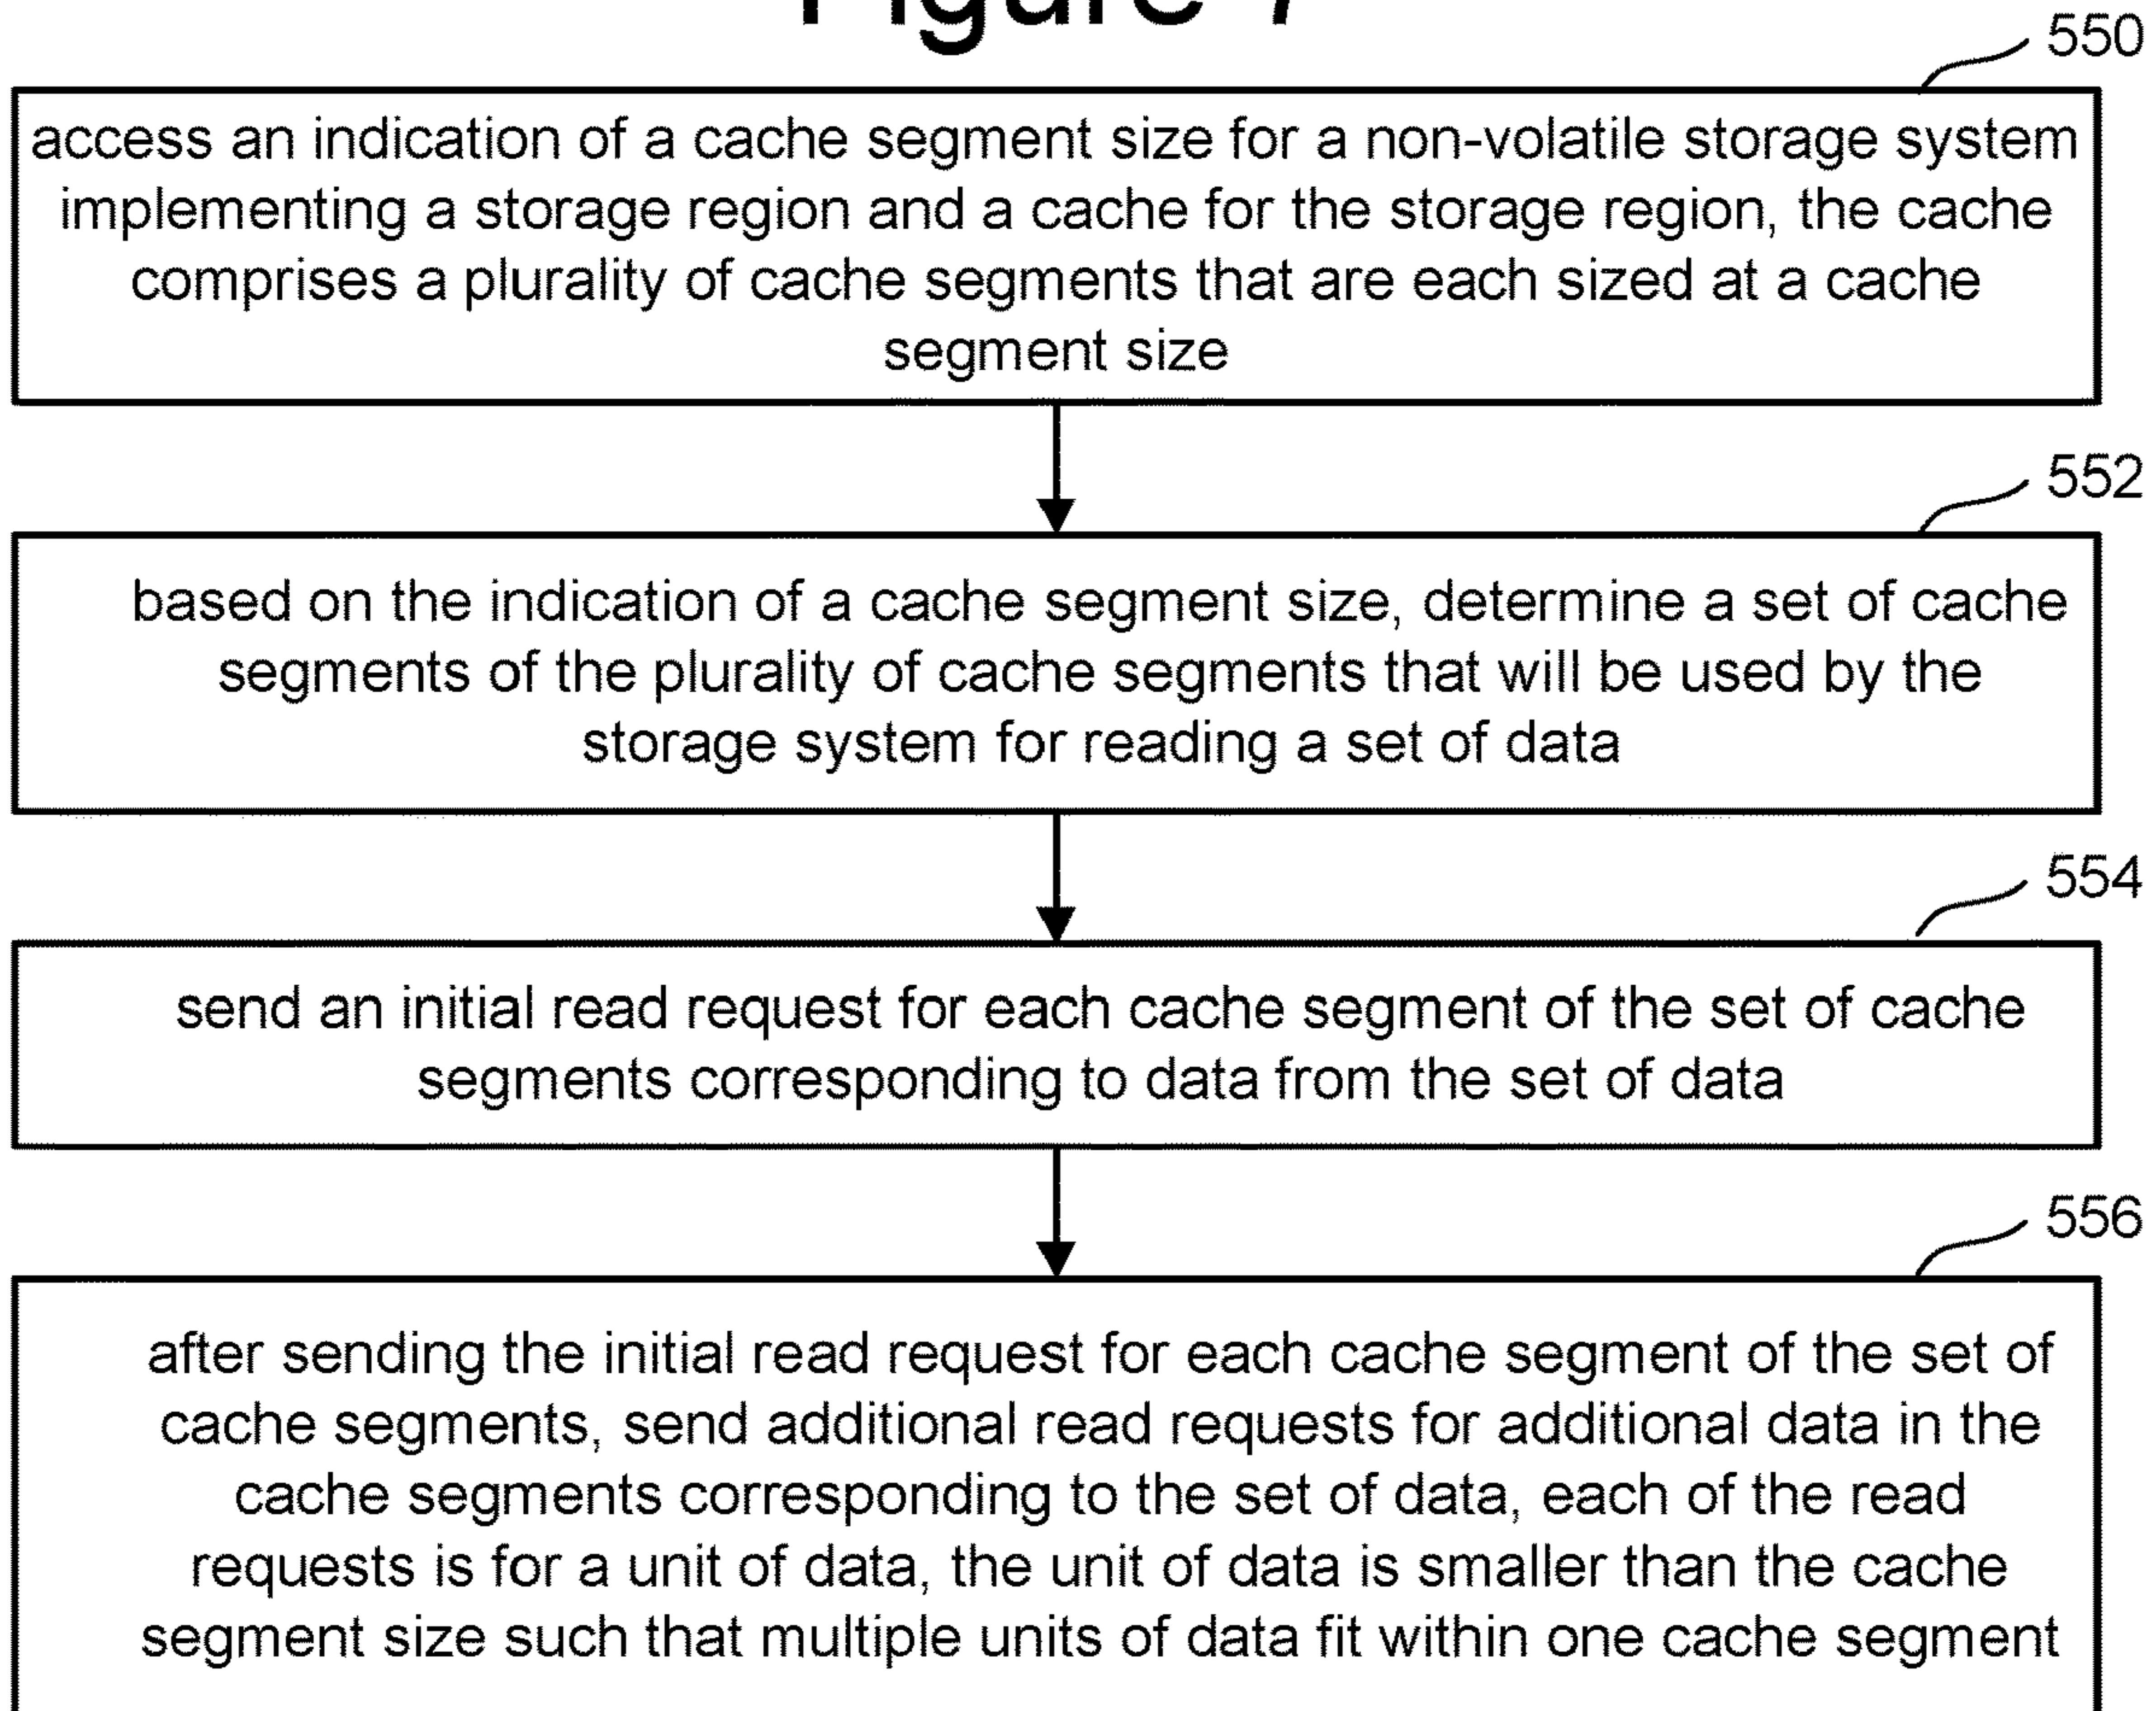 Figure 7
550
access an indication of a cache segment size for a non-volatile storage system
implementing a storage region and a cache for the storage region, the cache
comprises a plurality of cache segments that are each sized at a cache
segment size
552
based on the indication of a cache segment size, determine a set of cache
segments of the plurality of cache segments that will be used by the
storage system for reading a set of data
554
send an initial read request for each cache segment of the set of cache
segments corresponding to data from the set of data
556
after sending the initial read request for each cache segment of the set of
cache segments, send additional read requests for additional data in the
cache segments corresponding to the set of data, each of the read
requests is for a unit of data, the unit of data is smaller than the cache
segment size such that multiple units of data fit within one cache segment